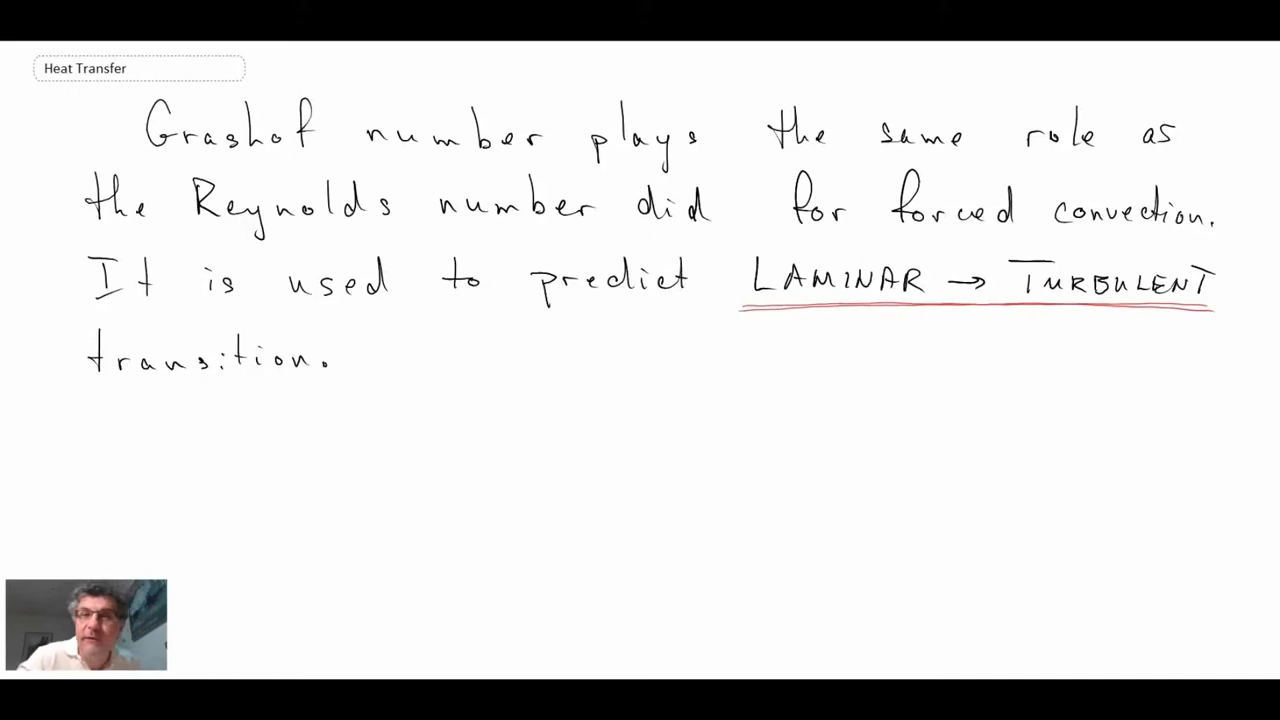 Heat Transfer
Grashof number plays the same role as
the Reynolds number did for forced convection.
It is used to predict LAMINAR → TURBULENT
transition.